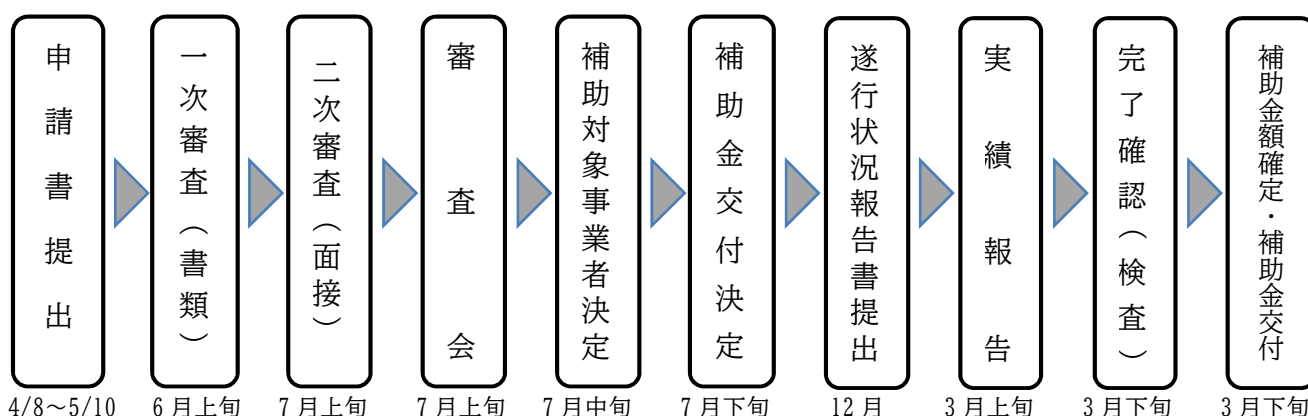 申請書提出
一次審査（書類）
二次審査（面接）
審査会
補助対象事業者決定
補助金交付決定
遂行状況報告書提出
実績報告
完了確認（検査）
補助金額確定・補助金交付
4/8～5/10
6月上旬
7月上旬
7月上旬
7月中旬
7月下旬
12月
3月上旬
3月下旬
3月下旬